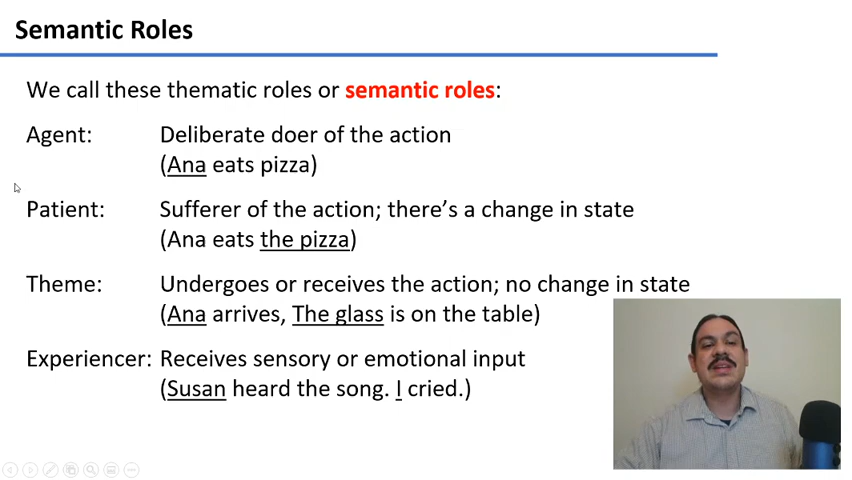 Semantic Roles
We call these thematic roles or semantic roles:
Agent: Deliberate doer of the action
(Ana eats pizza)
Patient: Sufferer of the action; there's a change in state
(Ana eats the pizza)
Theme: Undergoes or receives the action; no change in state
(Ana arrives, The glass is on the table)
Experiencer: Receives sensory or emotional input
(Susan heard the song. I cried.)